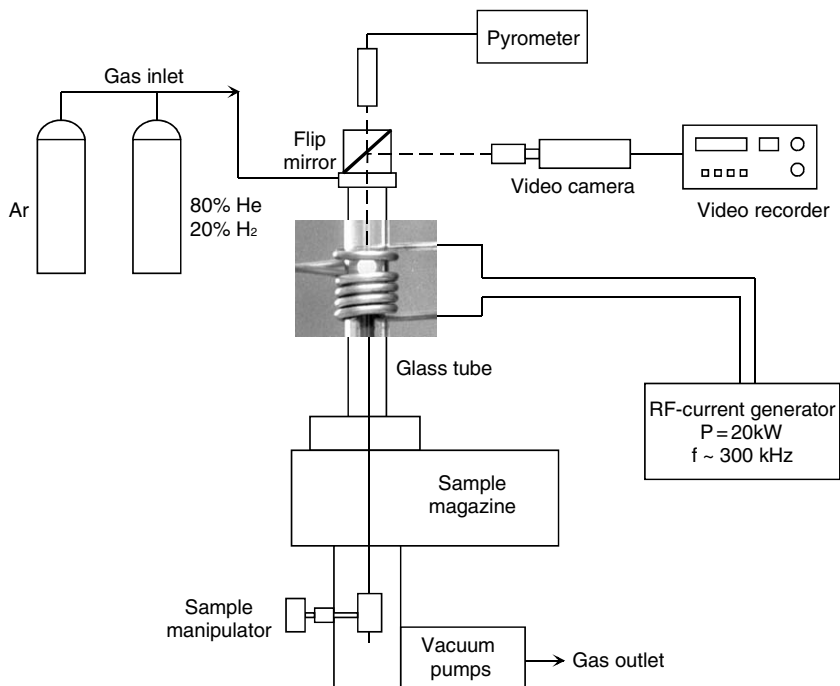 Pyrometer
Gas inlet
Flip
mirror
Video camera
Video recorder
Ar
80% He
20% H₂
Glass tube
RF-current generator
P = 20kW
f ~ 300 kHz
Sample
magazine
Sample
manipulator
Vacuum
pumps
Gas outlet